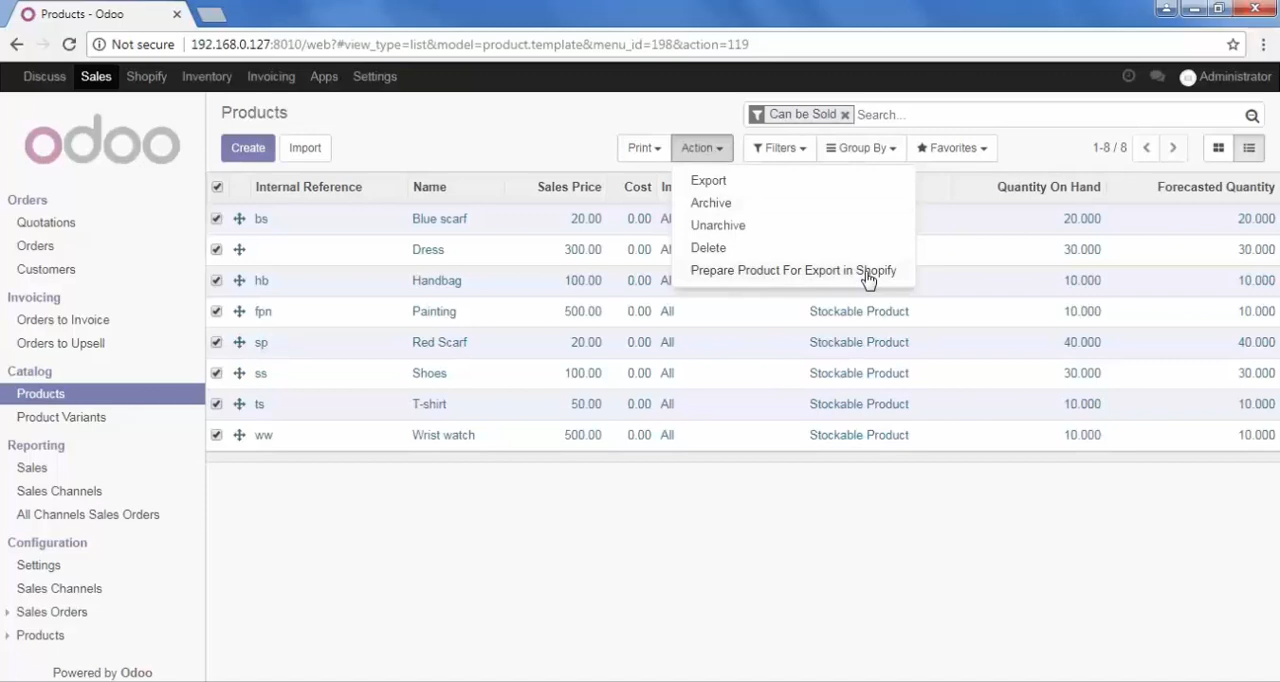 Products - Odoo
Not secure 192.168.0.127:8010/web?#view_type=list&model=product.template&menu_id=198&action=119
Discuss Sales Shopify Inventory Invoicing Apps Settings Administrator
odoo
Orders
Quotations
Orders
Customers
Invoicing
Orders to Invoice
Orders to Upsell
Catalog
Products
Product Variants
Reporting
Sales
Sales Channels
All Channels Sales Orders
Configuration
Settings
Sales Channels
Sales Orders
Products
Powered by Odoo
Products
Can be Sold Search...
Create Import Print Action Filters Group By Favorites 1-8 / 8
Export
Archive
Unarchive
Delete
Prepare Product For Export in Shopify
Internal Reference Name Sales Price Cost In Quantity On Hand Forecasted Quantity
bs Blue scarf 20.00 0.00 All 20.000 20.000
Dress 300.00 0.00 All 30.000 30.000
hb Handbag 100.00 0.00 All 10.000 10.000
fpn Painting 500.00 0.00 All Stockable Product 10.000 10.000
sp Red Scarf 20.00 0.00 All Stockable Product 40.000 40.000
ss Shoes 100.00 0.00 All Stockable Product 30.000 30.000
ts T-shirt 50.00 0.00 All Stockable Product 10.000 10.000
ww Wrist watch 500.00 0.00 All Stockable Product 10.000 10.000